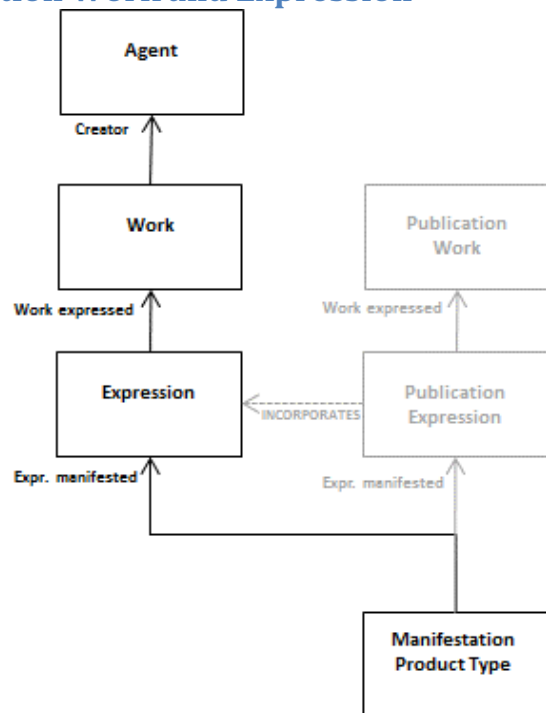 Expression
Agent
Creator
Work
Publication
Work
Work expressed
Work expressed
Expression
Publication
Expression
INCORPORATES
Expr. manifested
Expr. manifested
Manifestation
Product Type